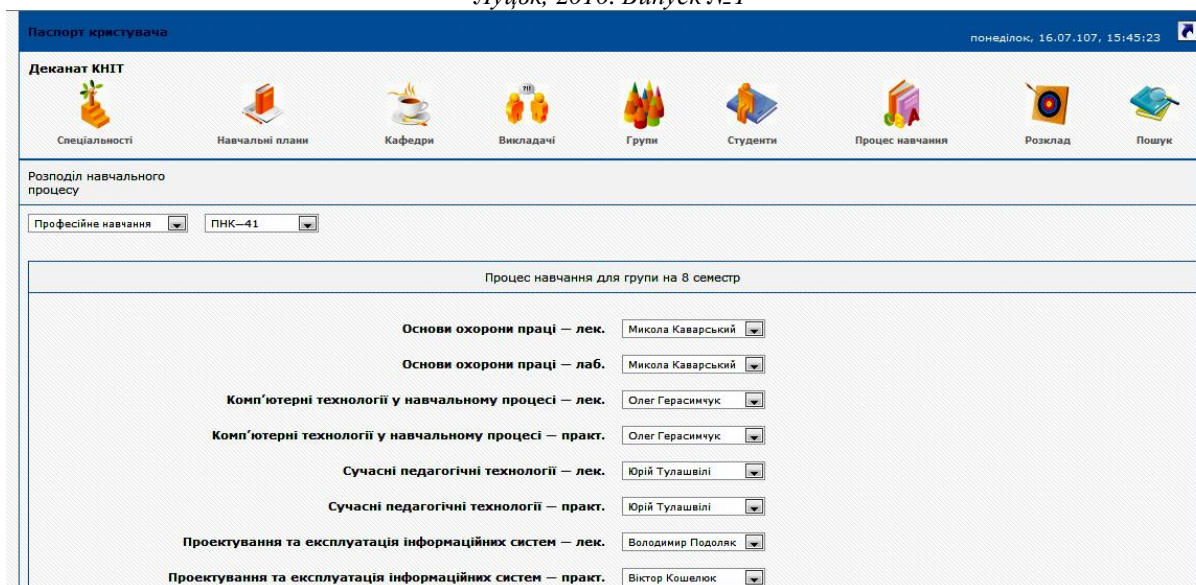 Луцьк, 2010. Випуск №1
Паспорт користувача
понеділок, 16.07.107, 15:45:23
Деканат КНІТ
Спеціальності Навчальні плани Кафедри Викладачі Групи Студенти Процес навчання Розклад Пошук
Розподіл навчального
процесу
Професійне навчання ПНК—41
Процес навчання для групи на 8 семестр
Основи охорони праці — лек. Микола Каварський
Основи охорони праці — лаб. Микола Каварський
Комп'ютерні технології у навчальному процесі — лек. Олег Герасимчук
Комп'ютерні технології у навчальному процесі — практ. Олег Герасимчук
Сучасні педагогічні технології — лек. Юрій Тулашвілі
Сучасні педагогічні технології — практ. Юрій Тулашвілі
Проектування та експлуатація інформаційних систем — лек. Володимир Подоляк
Проектування та експлуатація інформаційних систем — практ. Віктор Кошелюк